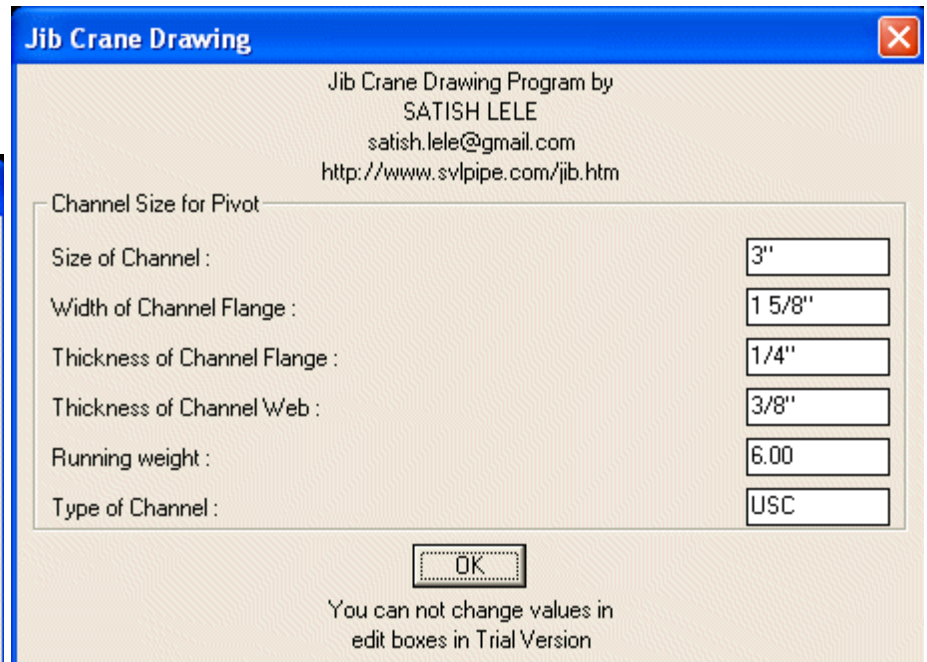 Jib Crane Drawing
Jib Crane Drawing Program by
SATISH LELE
satish.lele@gmail.com
http://www.svlpipe.com/jib.htm
Channel Size for Pivot
Size of Channel : 3"
Width of Channel Flange : 1 5/8"
Thickness of Channel Flange : 1/4"
Thickness of Channel Web : 3/8"
Running weight : 6.00
Type of Channel : USC
OK
You can not change values in
edit boxes in Trial Version